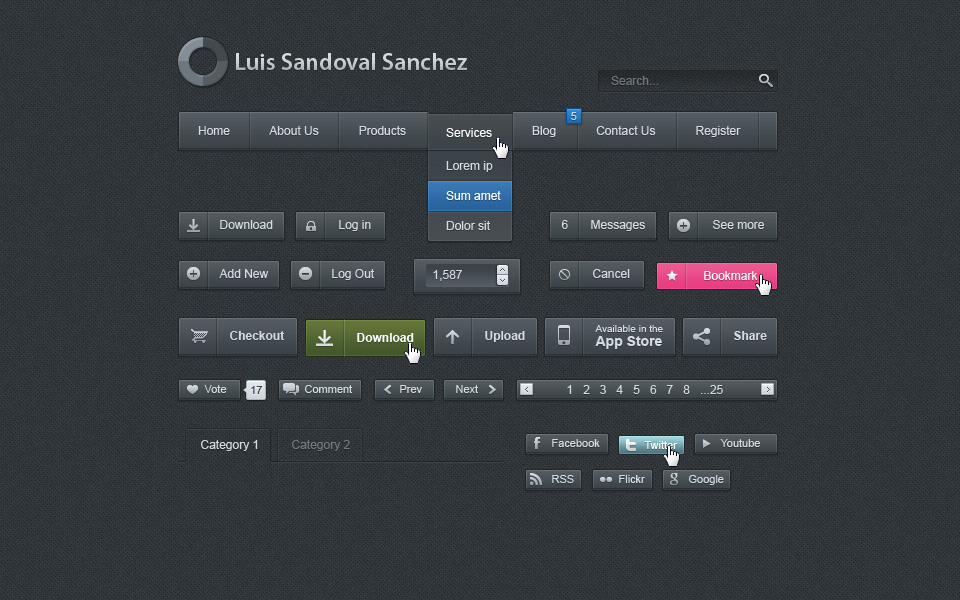 Luis Sandoval Sanchez
Search...
Home About Us Products Services Blog 5 Contact Us Register
Lorem ip
Sum amet
Dolor sit
Download Log in 6 Messages See more
Add New Log Out 1,587 Cancel Bookmark
Checkout Download Upload Available in the
App Store Share
Vote 17 Comment Prev Next 1 2 3 4 5 6 7 8 ...25
Category 1 Category 2
Facebook Twitter Youtube
RSS Flickr Google